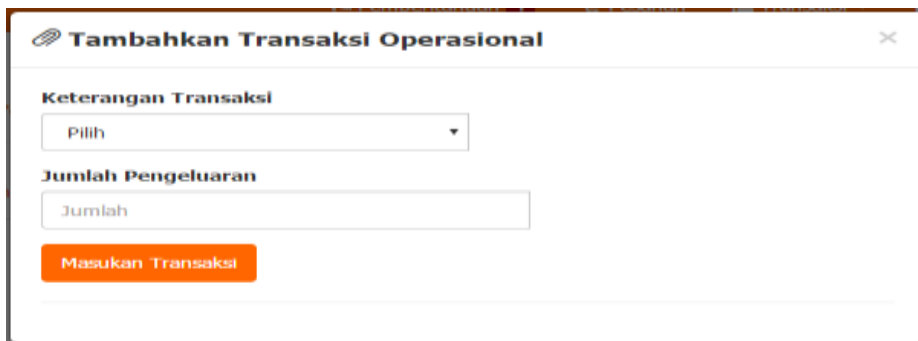 Tambahkan Transaksi Operasional
Keterangan Transaksi
Pilih
Jumlah Pengeluaran
Jumlah
Masukan Transaksi